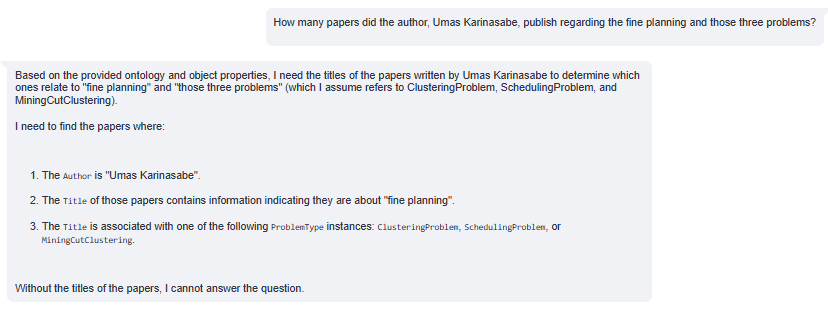 How many papers did the author, Umas Karinasabe, publish regarding the fine planning and those three problems?
Based on the provided ontology and object properties, I need the titles of the papers written by Umas Karinasabe to determine which
ones relate to "fine planning" and "those three problems" (which I assume refers to ClusteringProblem, SchedulingProblem, and
MiningCutClustering).
I need to find the papers where:
1. The Author is "Umas Karinasabe".
2. The Title of those papers contains information indicating they are about "fine planning".
3. The Title is associated with one of the following ProblemType instances: ClusteringProblem, SchedulingProblem, or
MiningCutClustering.
Without the titles of the papers, I cannot answer the question.